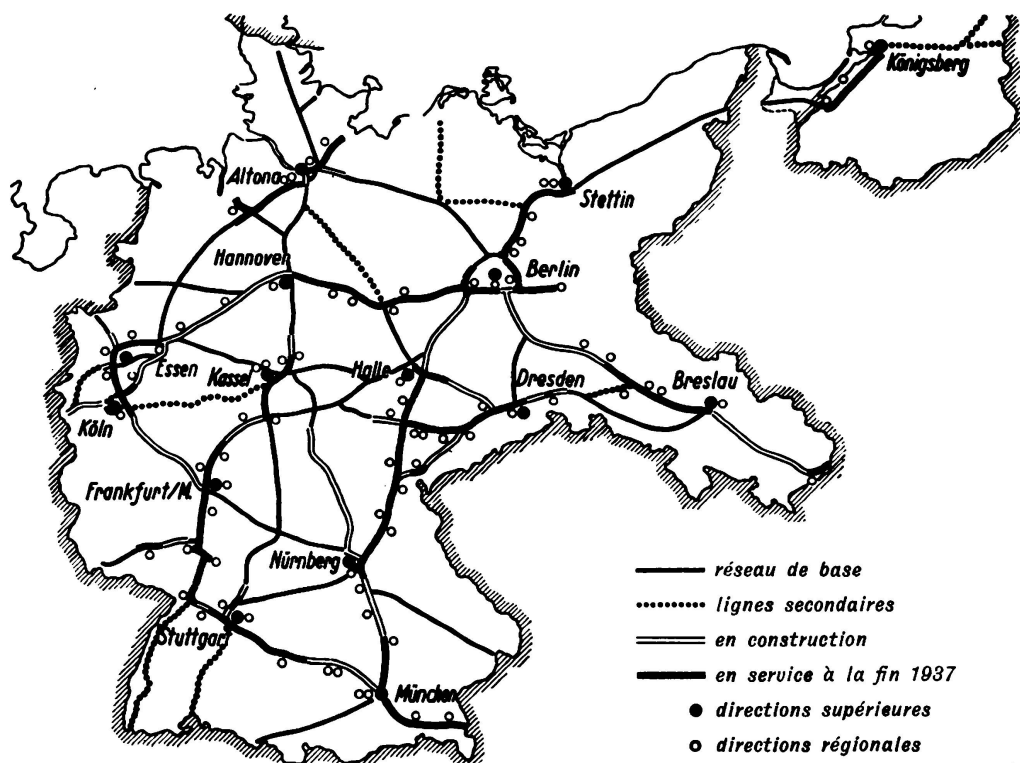 Königsberg
Altona
Stettin
Hannover
Berlin
Essen
Kassel
Halle
Dresden
Breslau
Köln
Frankfurt/M.
Nürnberg
Stuttgart
München
réseau de base
lignes secondaires
en construction
en service à la fin 1937
directions supérieures
directions régionales